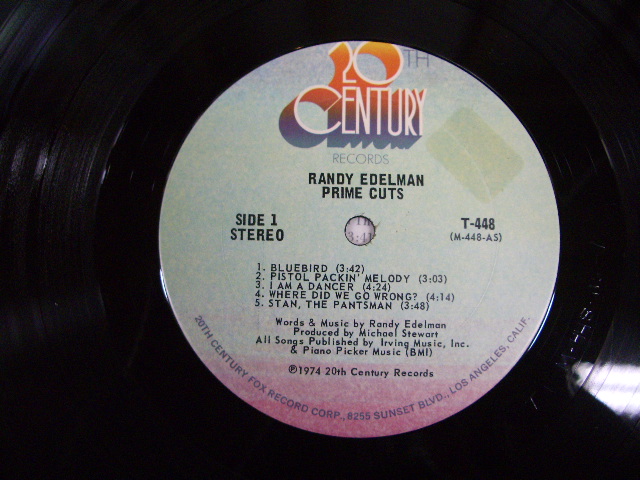 20TH
CENTURY
RECORDS
RANDY EDELMAN
PRIME CUTS
SIDE 1
STEREO
T-448
(M-448-AS)
1. BLUEBIRD (3:42)
2. PISTOL PACKIN' MELODY (3:03)
3. I AM A DANCER (4:24)
4. WHERE DID WE GO WRONG? (4:14)
5. STAN, THE PANTSMAN (3:48)
Words & Music by Randy Edelman
Produced by Michael Stewart
All Songs Published by Irving Music, Inc.
& Piano Picker Music (BMI)
℗1974 20th Century Records
20TH CENTURY FOX RECORD CORP., 8255 SUNSET BLVD., LOS ANGELES, CALIF.